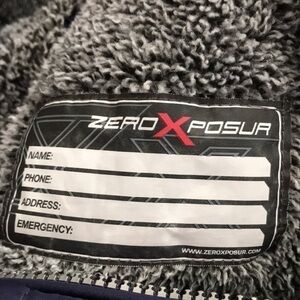 ZEROXPOSUR
NAME:
PHONE:
ADDRESS:
EMERGENCY:
WWW.ZEROXPOSUR.COM